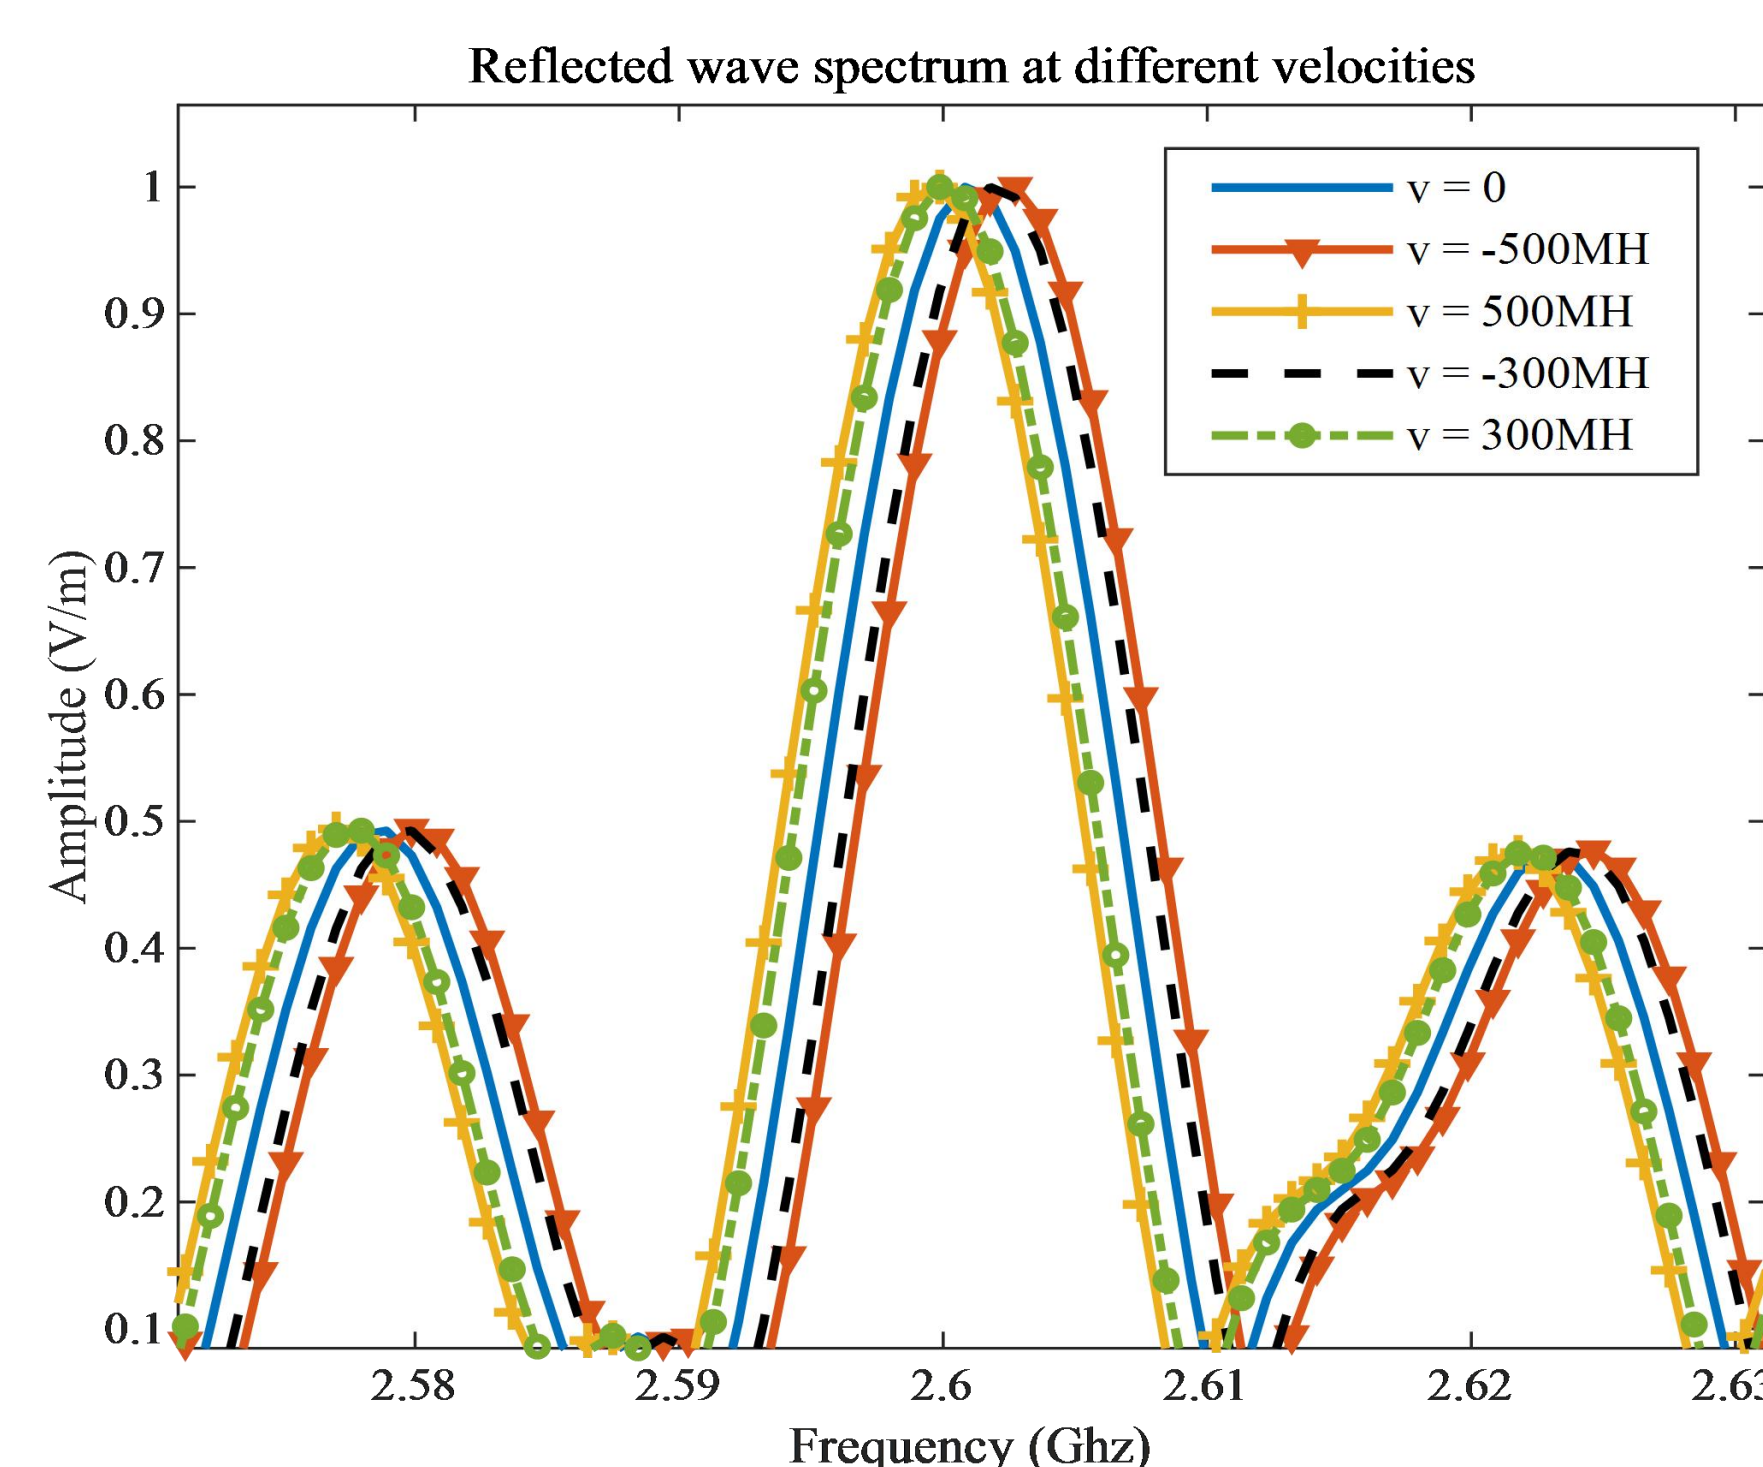 Reflected wave spectrum at different velocities
v = 0
v = -500MH
v = 500MH
v = -300MH
v = 300MH
1
0.9
0.8
0.7
0.6
0.5
0.4
0.3
0.2
0.1
Amplitude (V/m)
2.58 2.59 2.6 2.61 2.62
Frequency (Ghz)